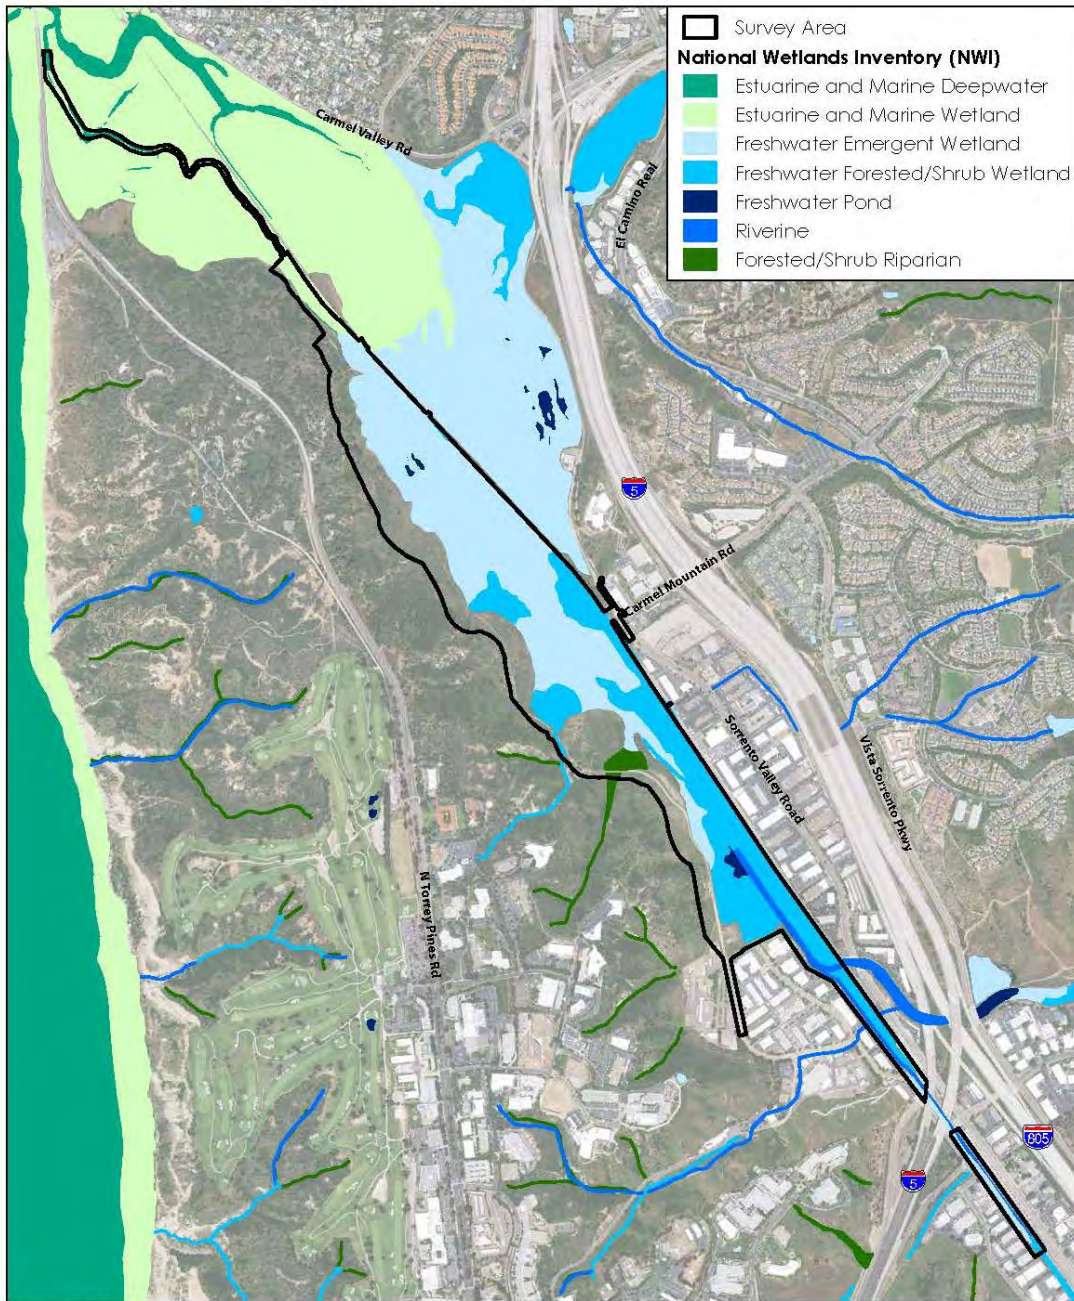 Survey Area
National Wetlands Inventory (NWI)
Estuarine and Marine Deepwater
Estuarine and Marine Wetland
Freshwater Emergent Wetland
Freshwater Forested/Shrub Wetland
Freshwater Pond
Riverine
Forested/Shrub Riparian
Carmel Valley Rd
El Camino Real
5
Carmel Mountain Rd
Sorrento Valley Road
Vista Sorrento Pkwy
N Torrey Pines Rd
805
5